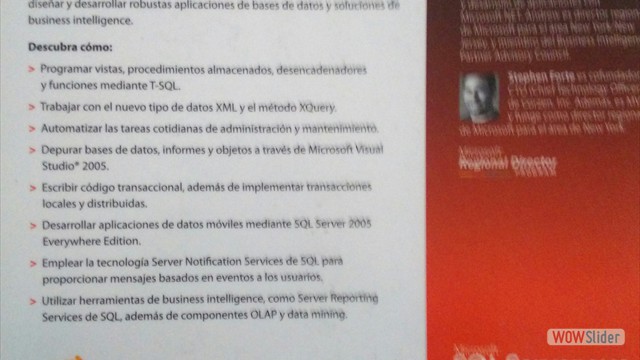 diseñar y desarrollar robustas aplicaciones de bases de datos y soluciones de
business intelligence.
Descubra cómo:
> Programar vistas, procedimientos almacenados, desencadenadores
y funciones mediante T-SQL.
> Trabajar con el nuevo tipo de datos XML y el método XQuery.
> Automatizar las tareas cotidianas de administración y mantenimiento.
> Depurar bases de datos, informes y objetos a través de Microsoft Visual
Studio® 2005.
> Escribir código transaccional, además de implementar transacciones
locales y distribuidas.
> Desarrollar aplicaciones de datos móviles mediante SQL Server 2005
Everywhere Edition.
> Emplear la tecnología Server Notification Services de SQL para
proporcionar mensajes basados en eventos a los usuarios.
> Utilizar herramientas de business intelligence, como Server Reporting
Services de SQL, además de componentes OLAP y data mining.
Stephen Forte
Microsoft
Regional Director
Microsoft
WOWSlider